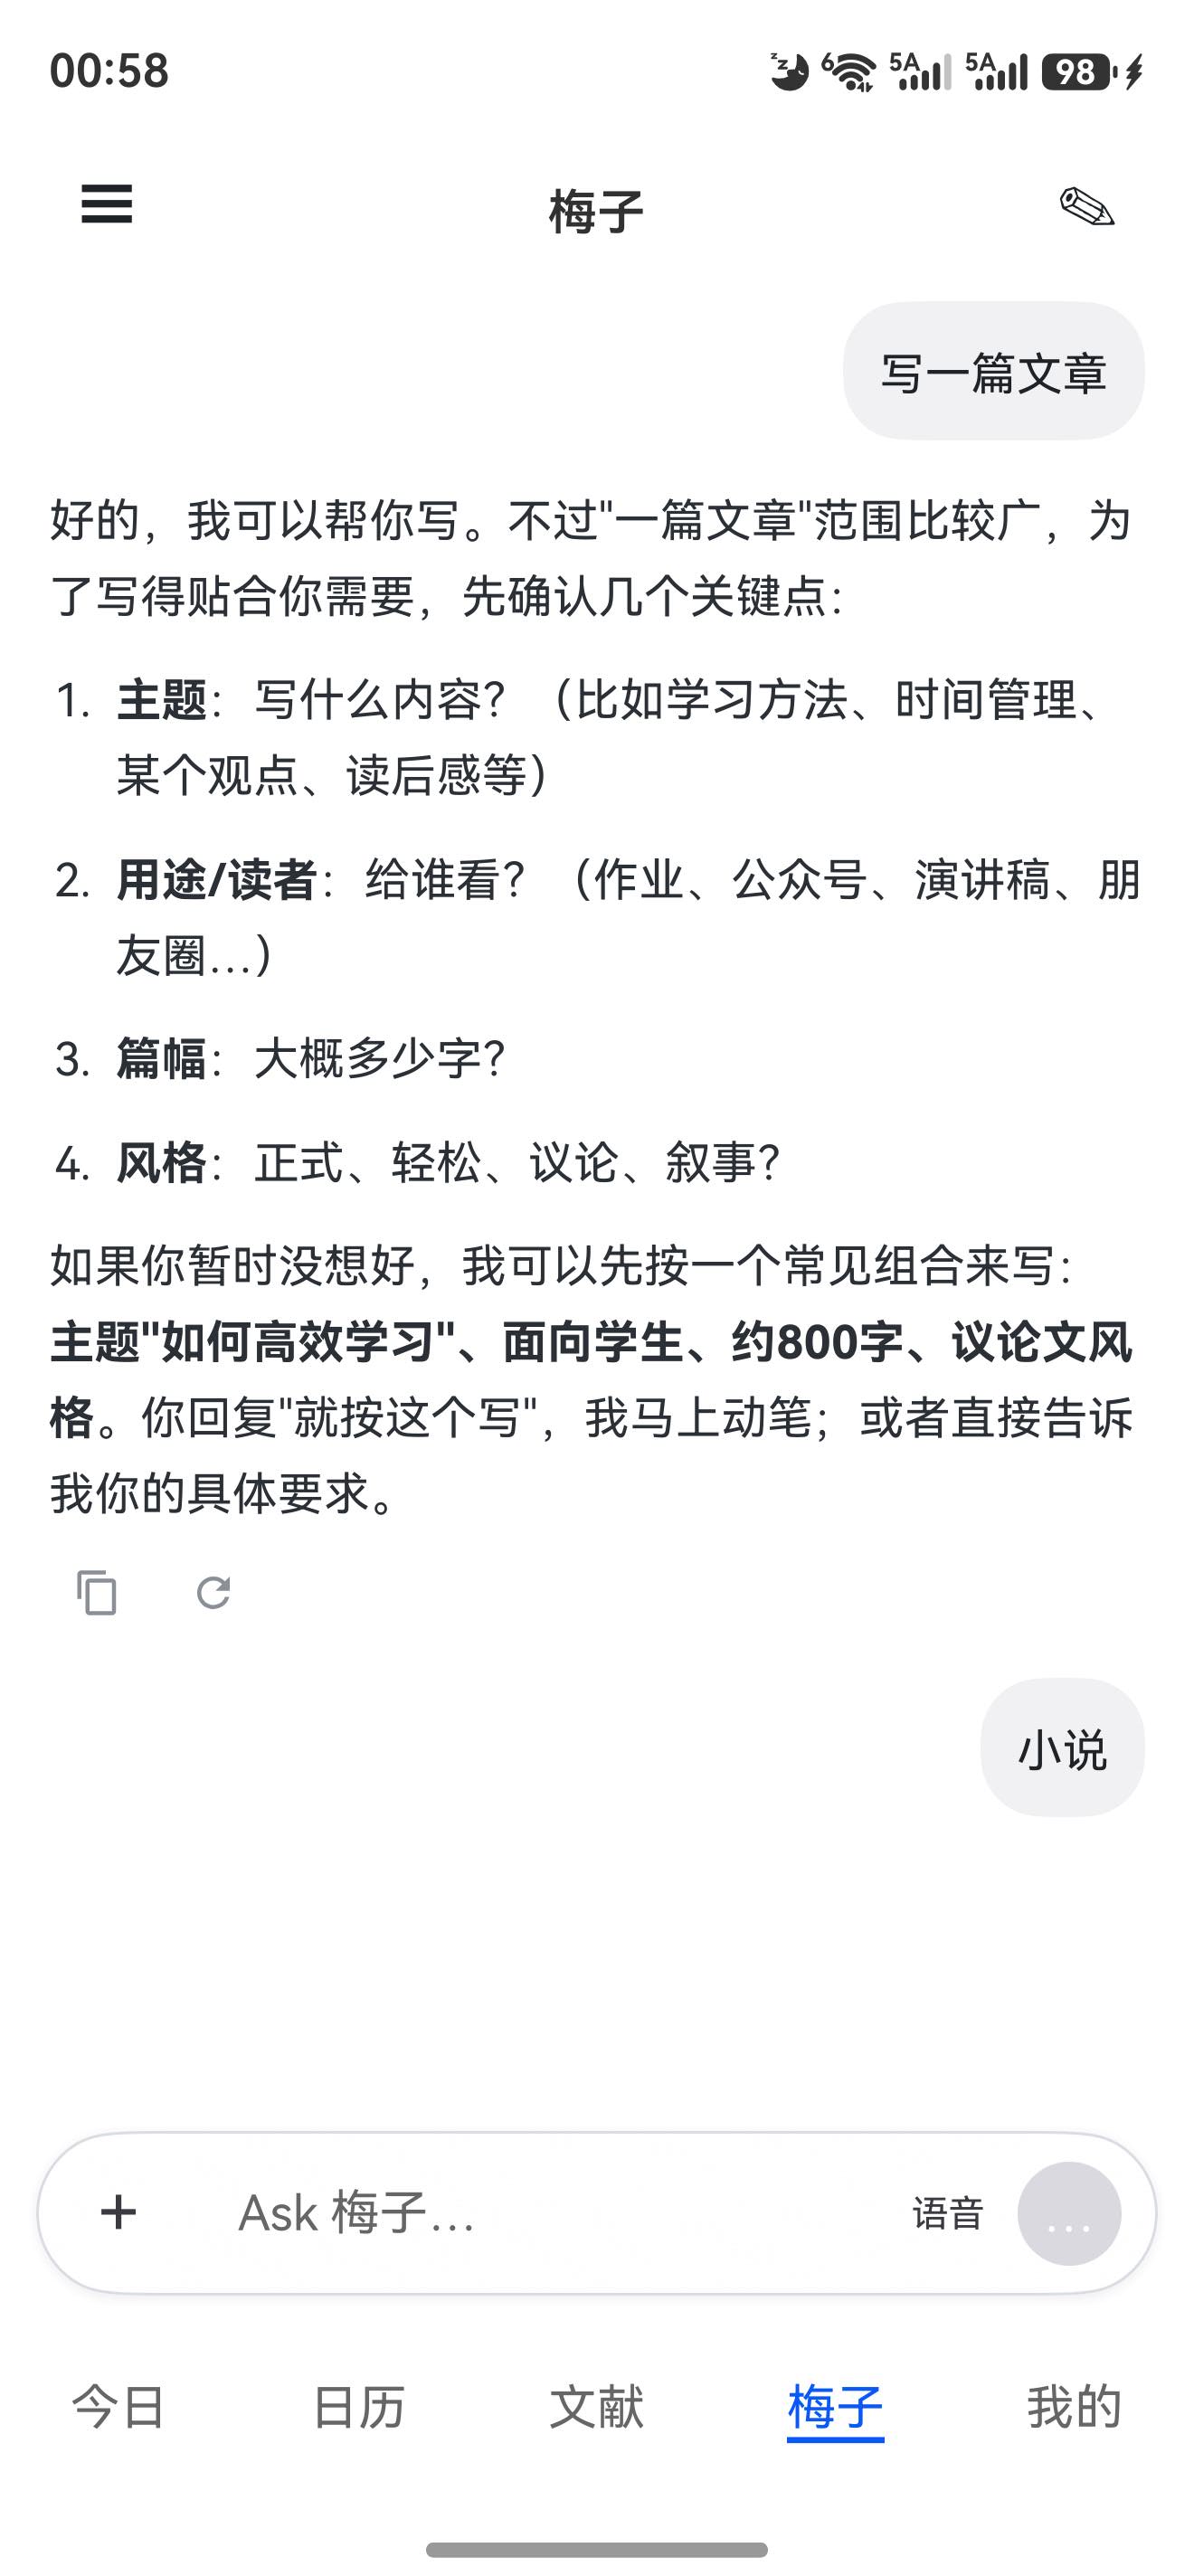 00:58
6 5A 5A 98
梅子
写一篇文章
好的，我可以帮你写。不过"一篇文章"范围比较广，为
了写得贴合你需要，先确认几个关键点：
1. 主题：写什么内容？（比如学习方法、时间管理、
某个观点、读后感等）
2. 用途/读者：给谁看？（作业、公众号、演讲稿、朋
友圈…）
3. 篇幅：大概多少字？
4. 风格：正式、轻松、议论、叙事？
如果你暂时没想好，我可以先按一个常见组合来写：
主题"如何高效学习"、面向学生、约800字、议论文风
格。你回复"就按这个写"，我马上动笔；或者直接告诉
我你的具体要求。
小说
+ Ask 梅子… 语音 …
今日 日历 文献 梅子 我的